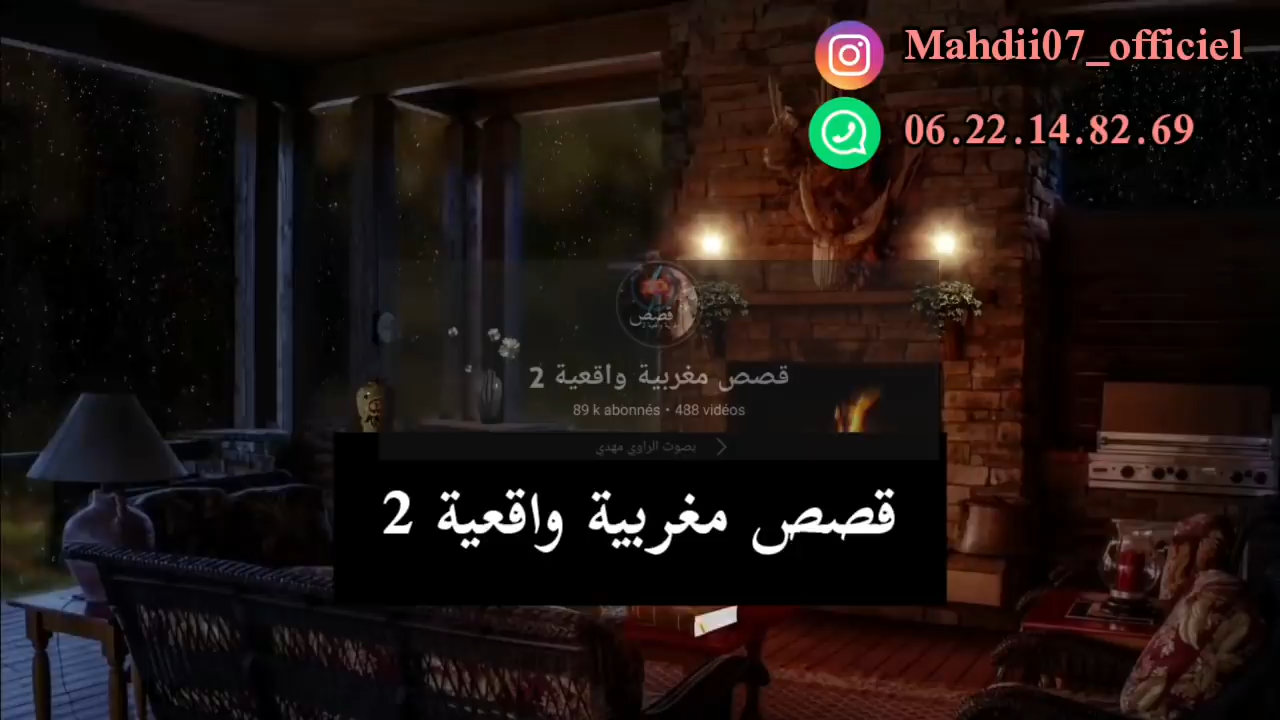 Mahdii07_officiel
06.22.14.82.69
قصص
قصص مغربية واقعية 2
89 k abonnés • 488 vidéos
بصوت الراوي مهدي
قصص مغربية واقعية 2